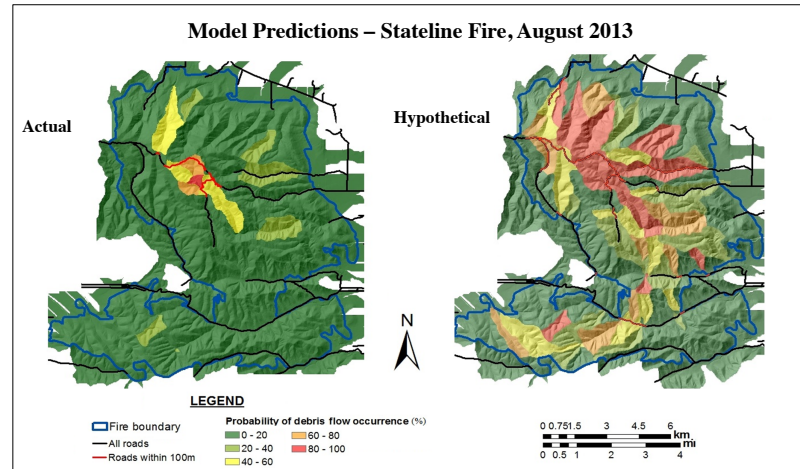 Model Predictions – Stateline Fire, August 2013
Actual
Hypothetical
N
LEGEND
Fire boundary
All roads
Roads within 100m
Probability of debris flow occurrence (%)
0 - 20
20 - 40
40 - 60
60 - 80
80 - 100
0 0.75 1.5 3 4.5 6
km
0 0.5 1 2 3 4
mi